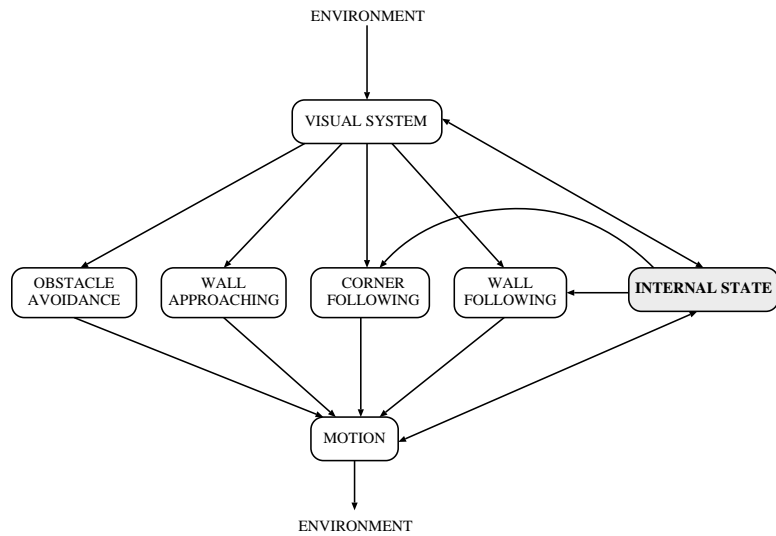 ENVIRONMENT
VISUAL SYSTEM
OBSTACLE
AVOIDANCE
WALL
APPROACHING
CORNER
FOLLOWING
WALL
FOLLOWING
INTERNAL STATE
MOTION
ENVIRONMENT